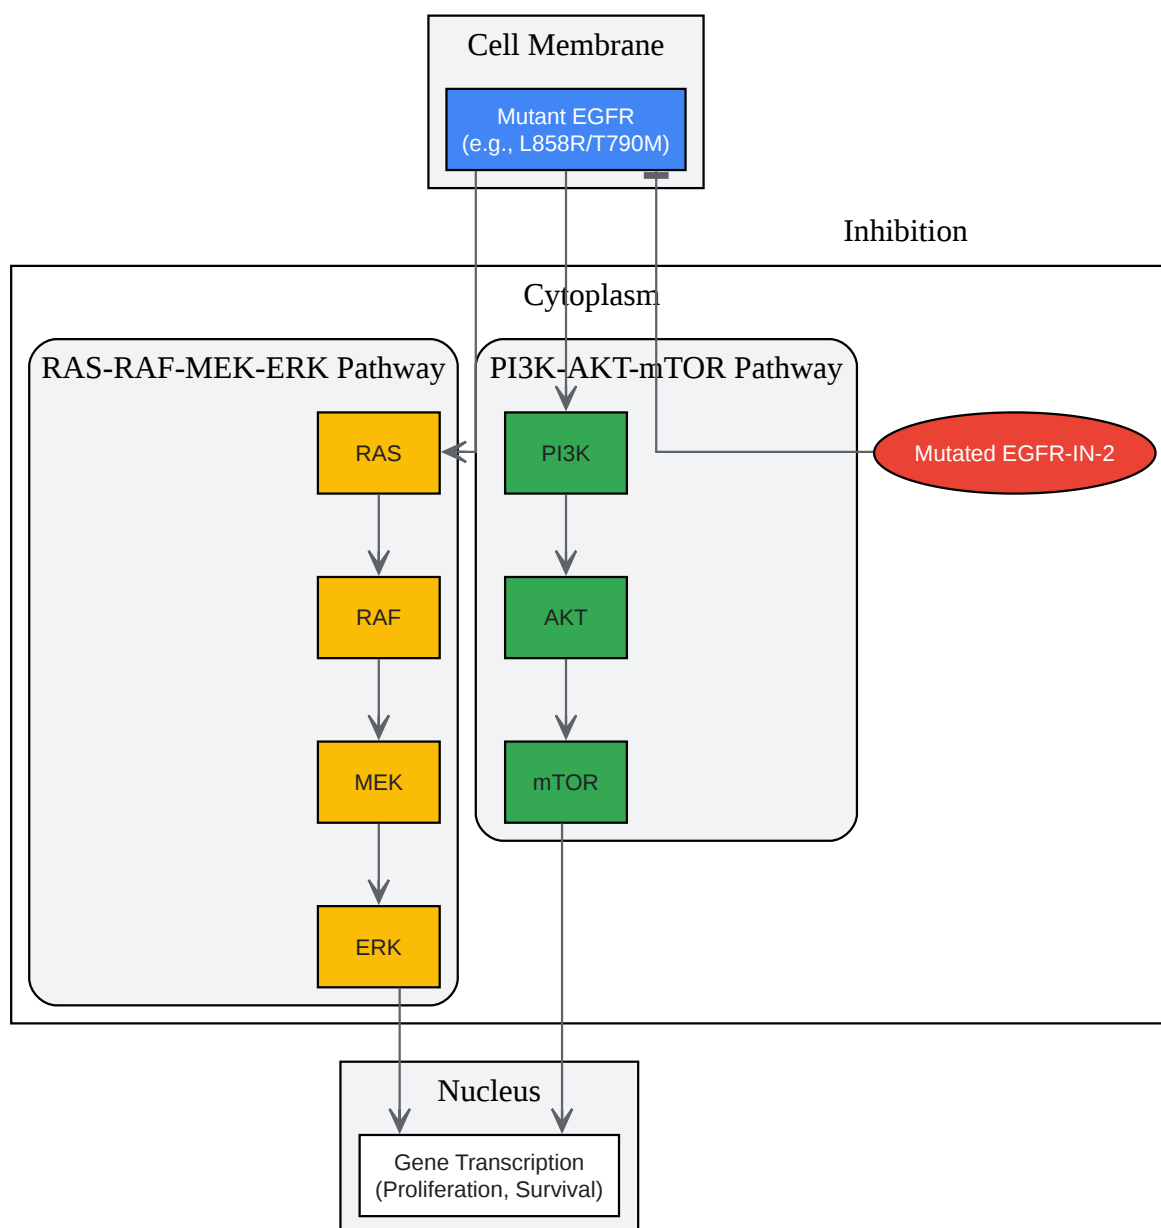 Cell Membrane
Mutant EGFR
(e.g., L858R/T790M)
Inhibition
Cytoplasm
RAS-RAF-MEK-ERK Pathway
PI3K-AKT-mTOR Pathway
RAS
PI3K
Mutated EGFR-IN-2
RAF
AKT
MEK
mTOR
ERK
Nucleus
Gene Transcription
(Proliferation, Survival)